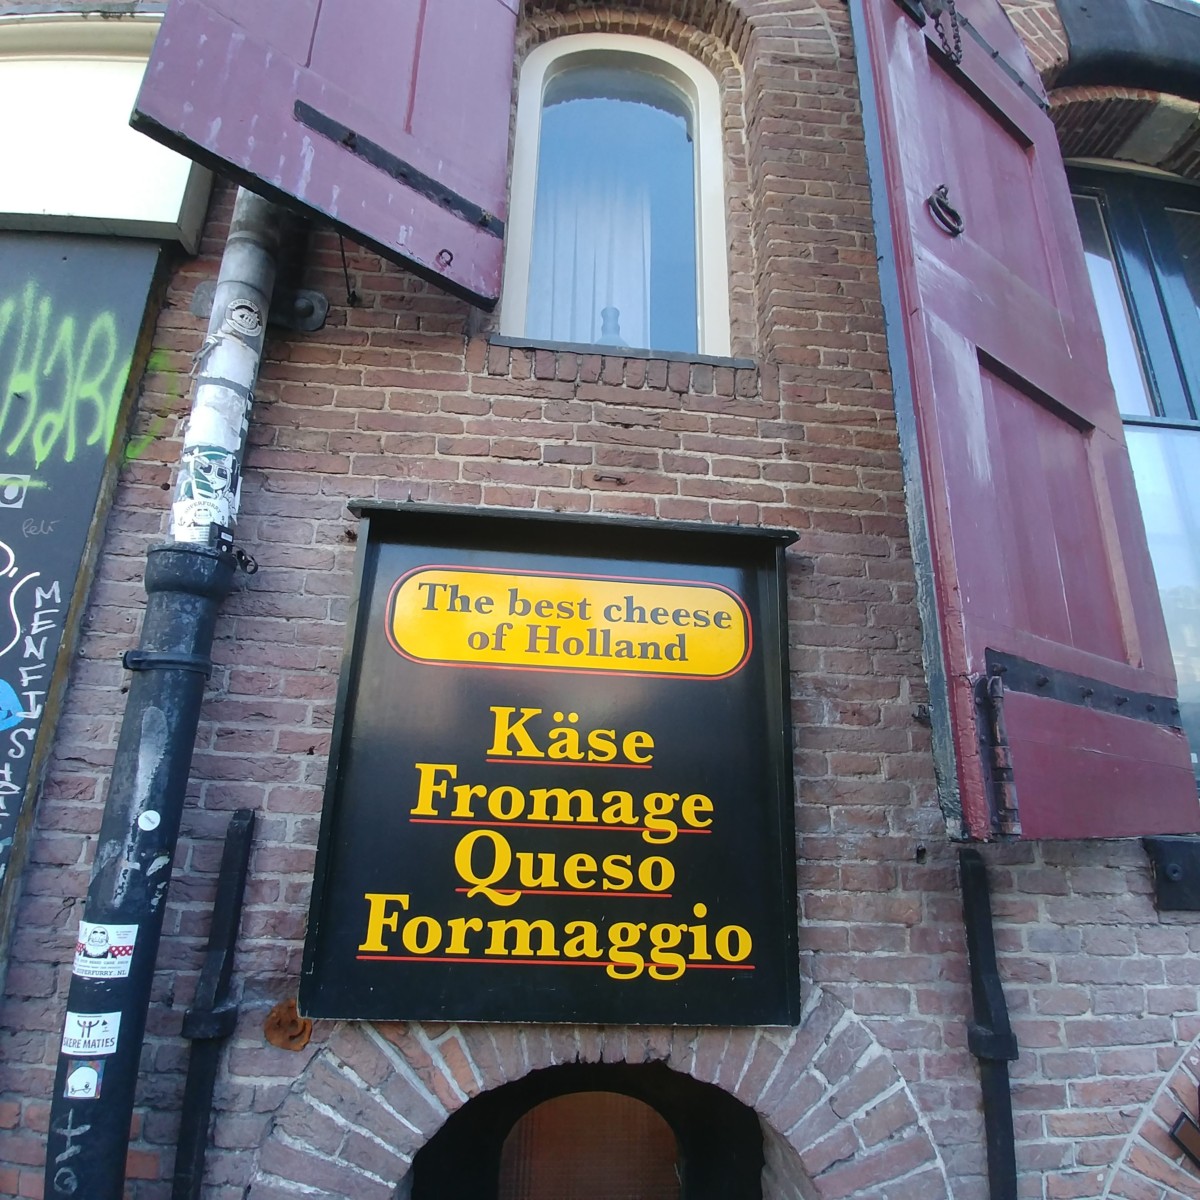 The best cheese
of Holland
Käse
Fromage
Queso
Formaggio